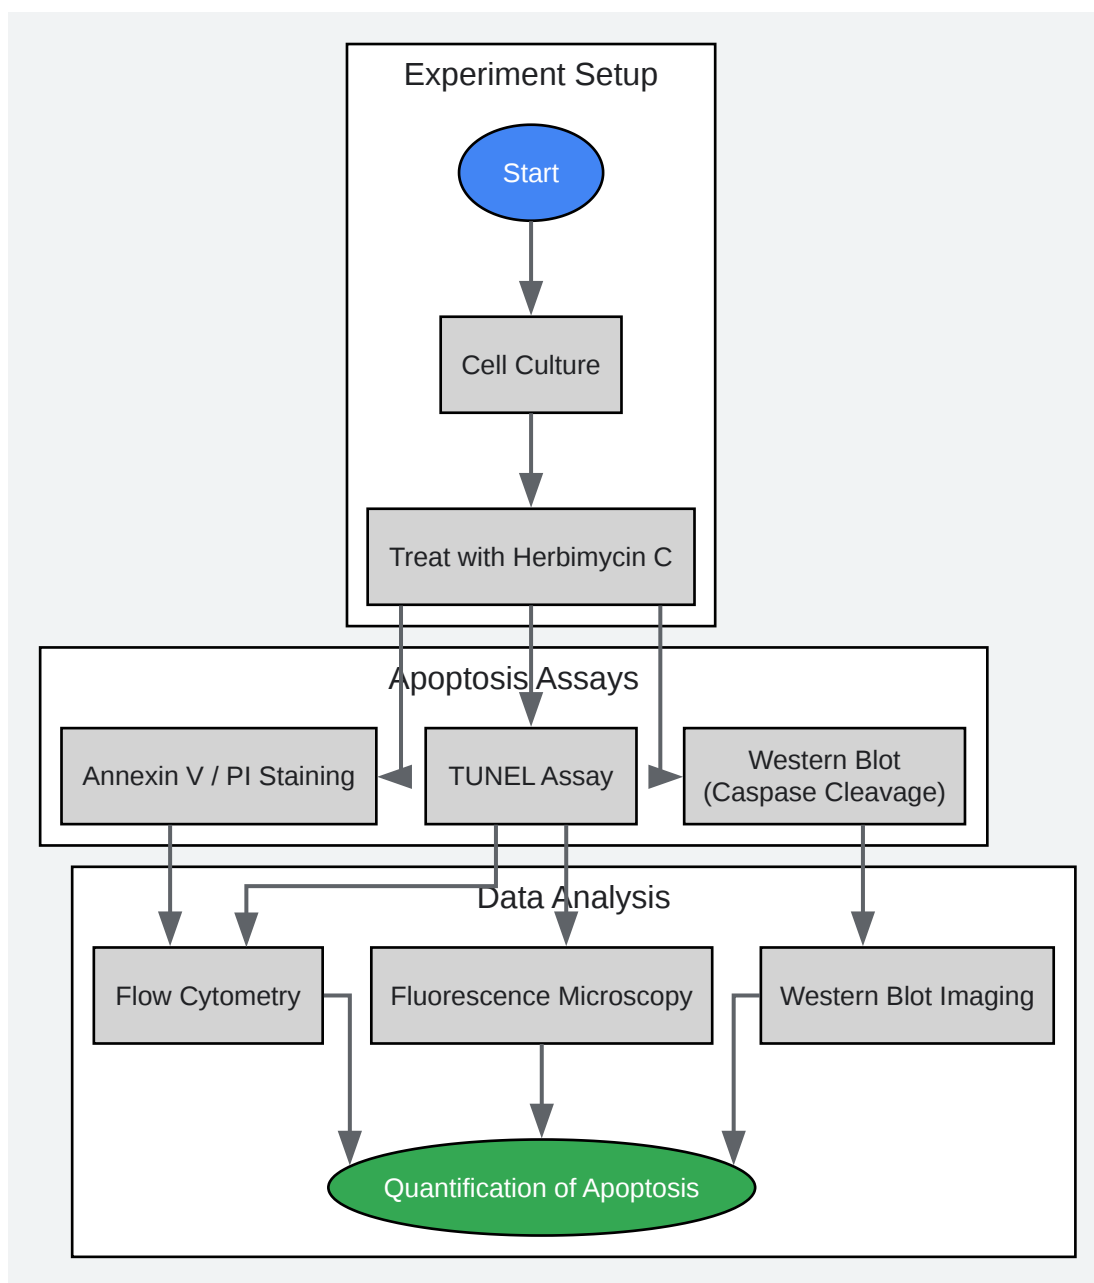 Experiment Setup
Start
Cell Culture
Treat with Herbimycin C
Apoptosis Assays
Annexin V / PI Staining
TUNEL Assay
Western Blot
(Caspase Cleavage)
Data Analysis
Flow Cytometry
Fluorescence Microscopy
Western Blot Imaging
Quantification of Apoptosis